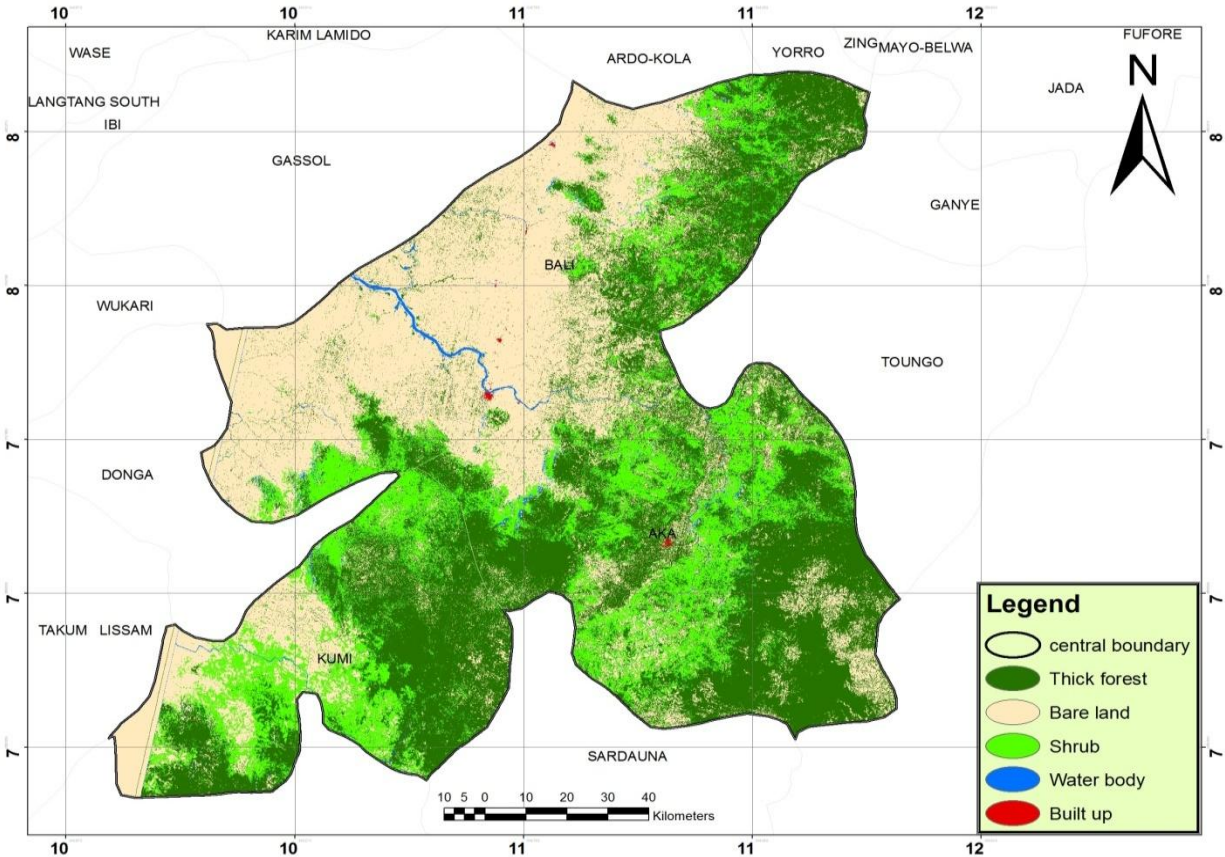 10 10 11 11 12
KARIM LAMIDO
FUFORE
WASE
ZING
MAYO-BELWA
YORRO
ARDO-KOLA
N
JADA
LANGTANG SOUTH
IBI
8 8
GASSOL
GANYE
BALI
8 8
WUKARI
TOUNGO
7 7
DONGA
AKA
7 7
TAKUM LISSAM
KUMI
7 7
SARDAUNA
Legend
central boundary
Thick forest
Bare land
Shrub
Water body
Built up
10 5 0 10 20 30 40
Kilometers
10 10 11 11 12